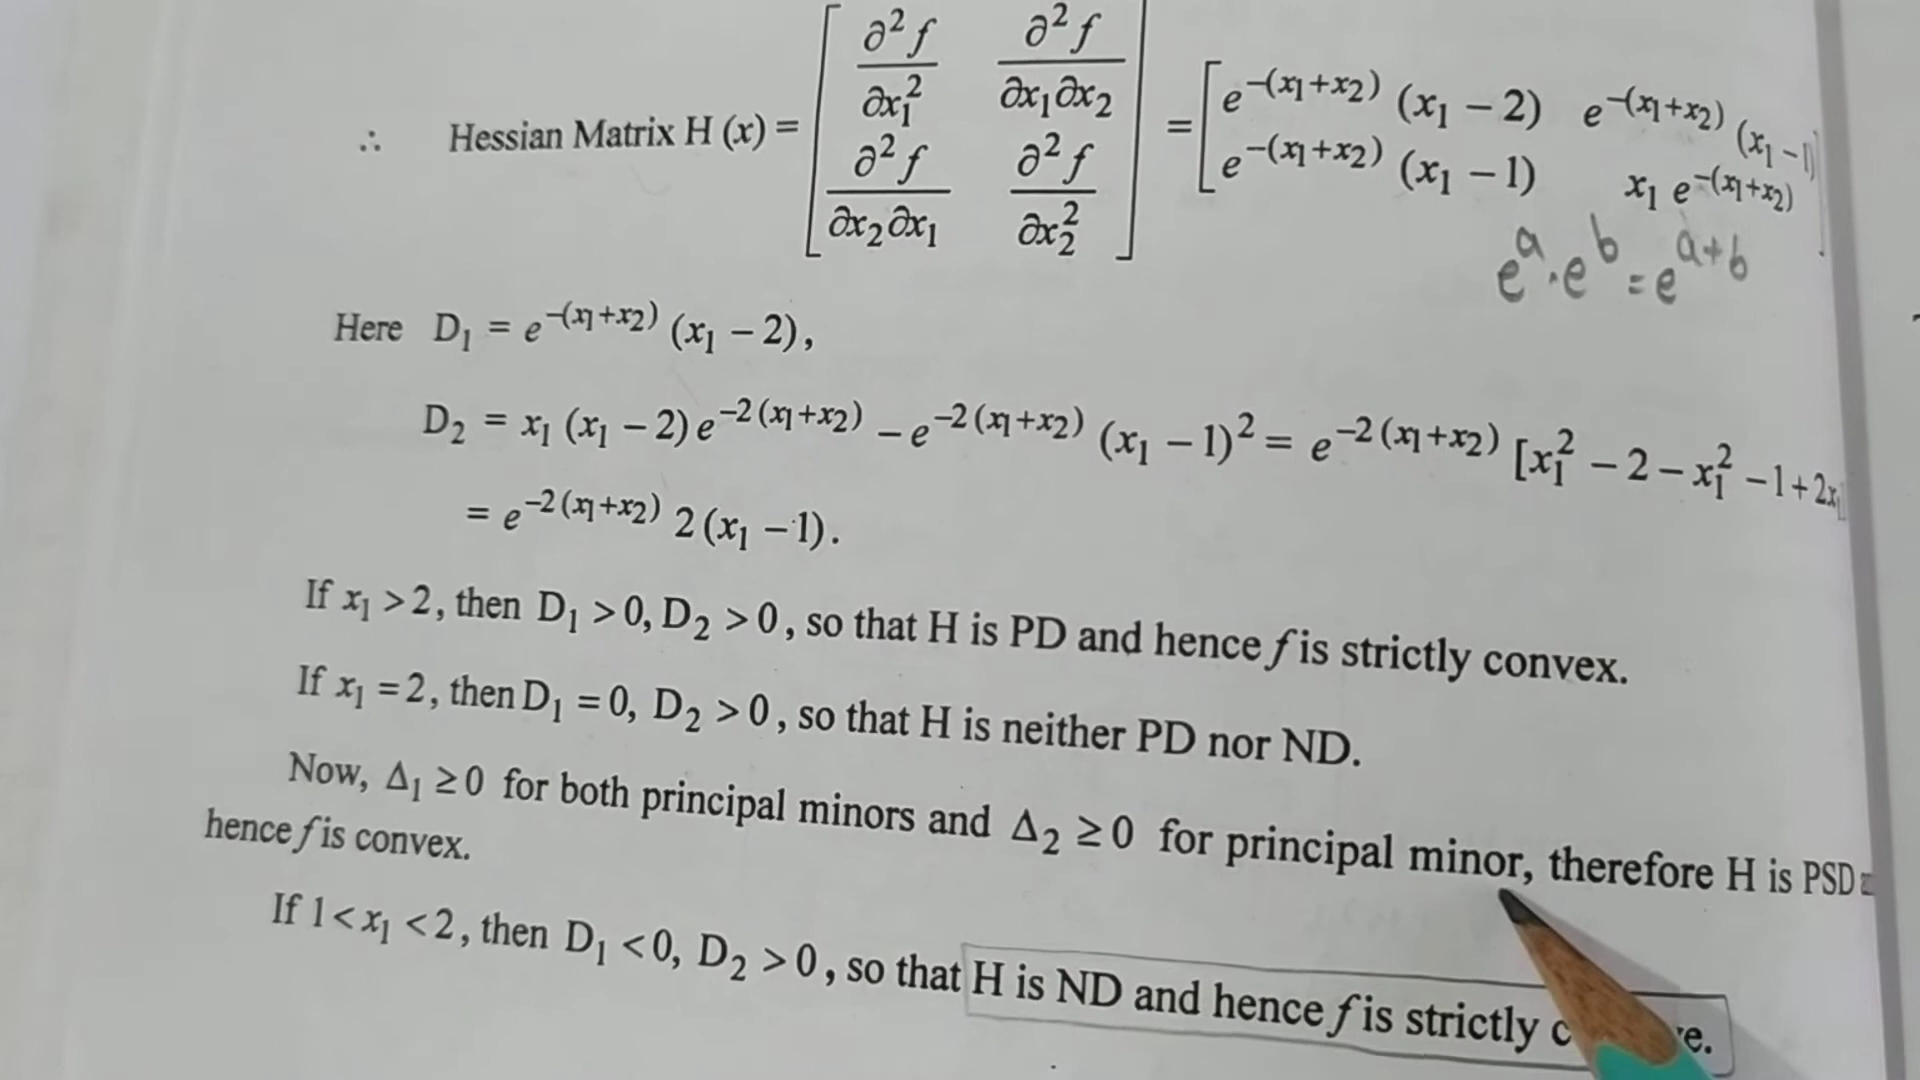 ∴ Hessian Matrix H (x) = [∂²f/∂x₁² ∂²f/∂x₁∂x₂ ; ∂²f/∂x₂∂x₁ ∂²f/∂x₂²] = [e^{-(x₁+x₂)} (x₁ – 2) e^{-(x₁+x₂)} (x₁ – 1) ; e^{-(x₁+x₂)} (x₁ – 1) x₁ e^{-(x₁+x₂)}]
e^a . e^b = e^{a+b}
Here D₁ = e^{-(x₁+x₂)} (x₁ – 2),
D₂ = x₁ (x₁ – 2) e^{-2(x₁+x₂)} – e^{-2(x₁+x₂)} (x₁ – 1)² = e^{-2(x₁+x₂)} [x₁² – 2 – x₁² – 1 + 2x₁
= e^{-2(x₁+x₂)} 2 (x₁ – 1).
If x₁ > 2, then D₁ > 0, D₂ > 0, so that H is PD and hence f is strictly convex.
If x₁ = 2, then D₁ = 0, D₂ > 0, so that H is neither PD nor ND.
Now, Δ₁ ≥ 0 for both principal minors and Δ₂ ≥ 0 for principal minor, therefore H is PSD
hence f is convex.
If 1 < x₁ < 2, then D₁ < 0, D₂ > 0, so that H is ND and hence f is strictly